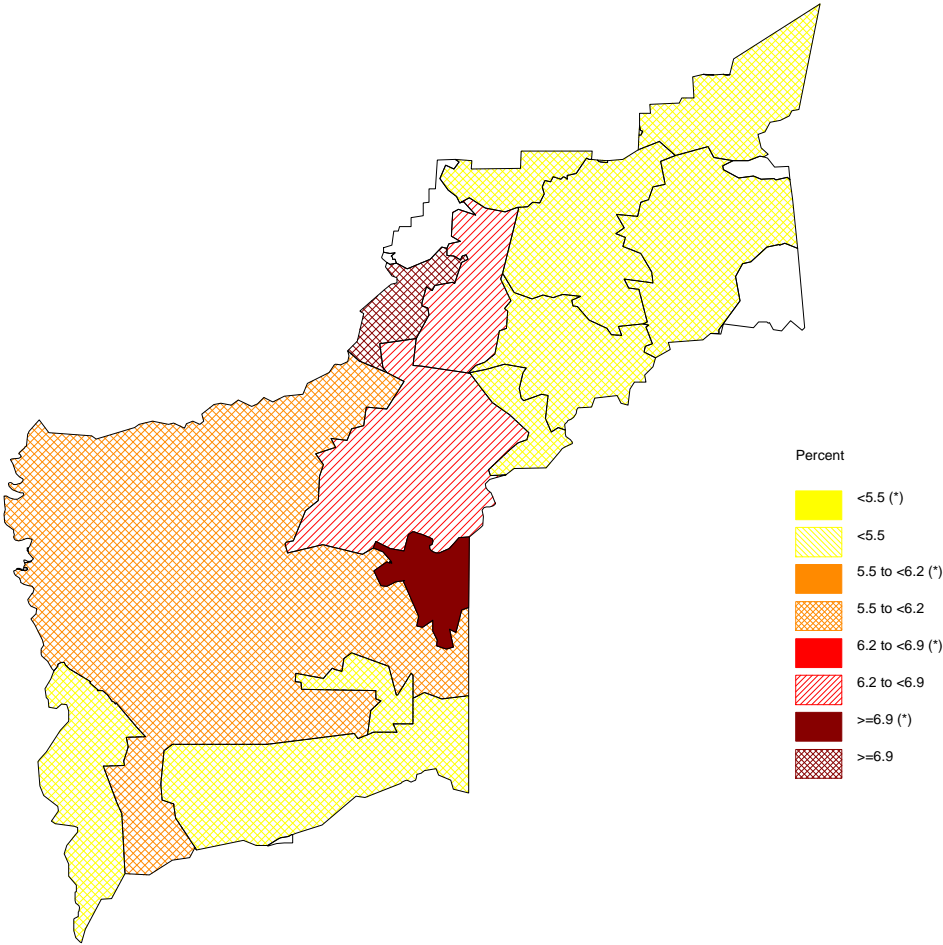 Percent
<5.5 (*)
<5.5
5.5 to <6.2 (*)
5.5 to <6.2
6.2 to <6.9 (*)
6.2 to <6.9
>=6.9 (*)
>=6.9